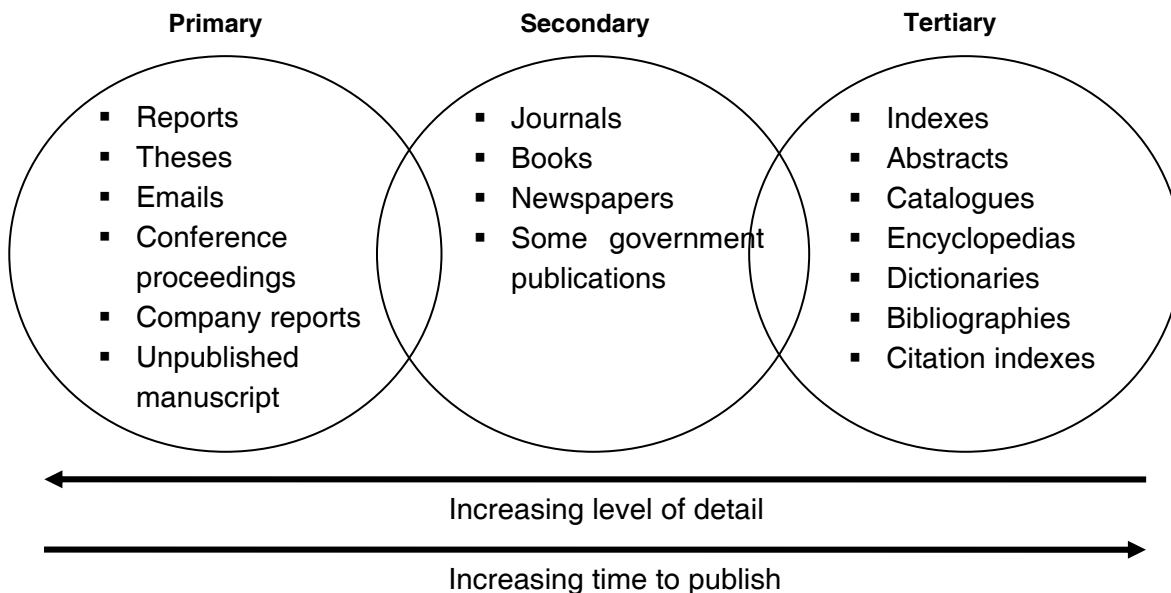 Primary
Secondary
Tertiary
▪ Reports
▪ Theses
▪ Emails
▪ Conference
proceedings
▪ Company reports
▪ Unpublished
manuscript
▪ Journals
▪ Books
▪ Newspapers
▪ Some government
publications
▪ Indexes
▪ Abstracts
▪ Catalogues
▪ Encyclopedias
▪ Dictionaries
▪ Bibliographies
▪ Citation indexes
Increasing level of detail
Increasing time to publish